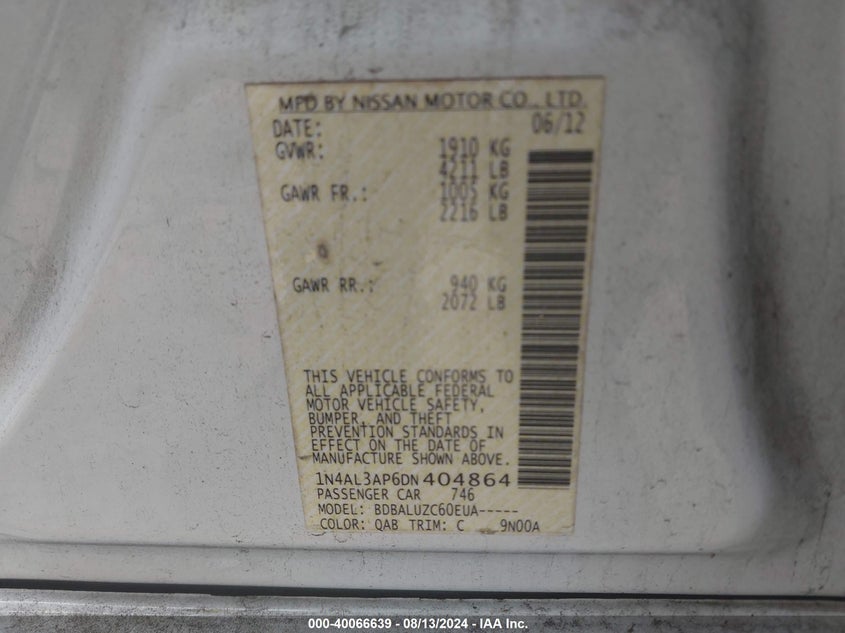 MFD BY NISSAN MOTOR CO., LTD.
DATE: 06/12
GVWR: 1910 KG
4211 LB
GAWR FR.: 1005 KG
2216 LB
GAWR RR.: 940 KG
2072 LB
THIS VEHICLE CONFORMS TO
ALL APPLICABLE FEDERAL
MOTOR VEHICLE SAFETY,
BUMPER, AND THEFT
PREVENTION STANDARDS IN
EFFECT ON THE DATE OF
MANUFACTURE SHOWN ABOVE.
1N4AL3AP6DN404864
PASSENGER CAR 746
MODEL: BDBALUZC60EUA-----
COLOR: QAB TRIM: C 9N00A
000-40066639 - 08/13/2024 - IAA Inc.